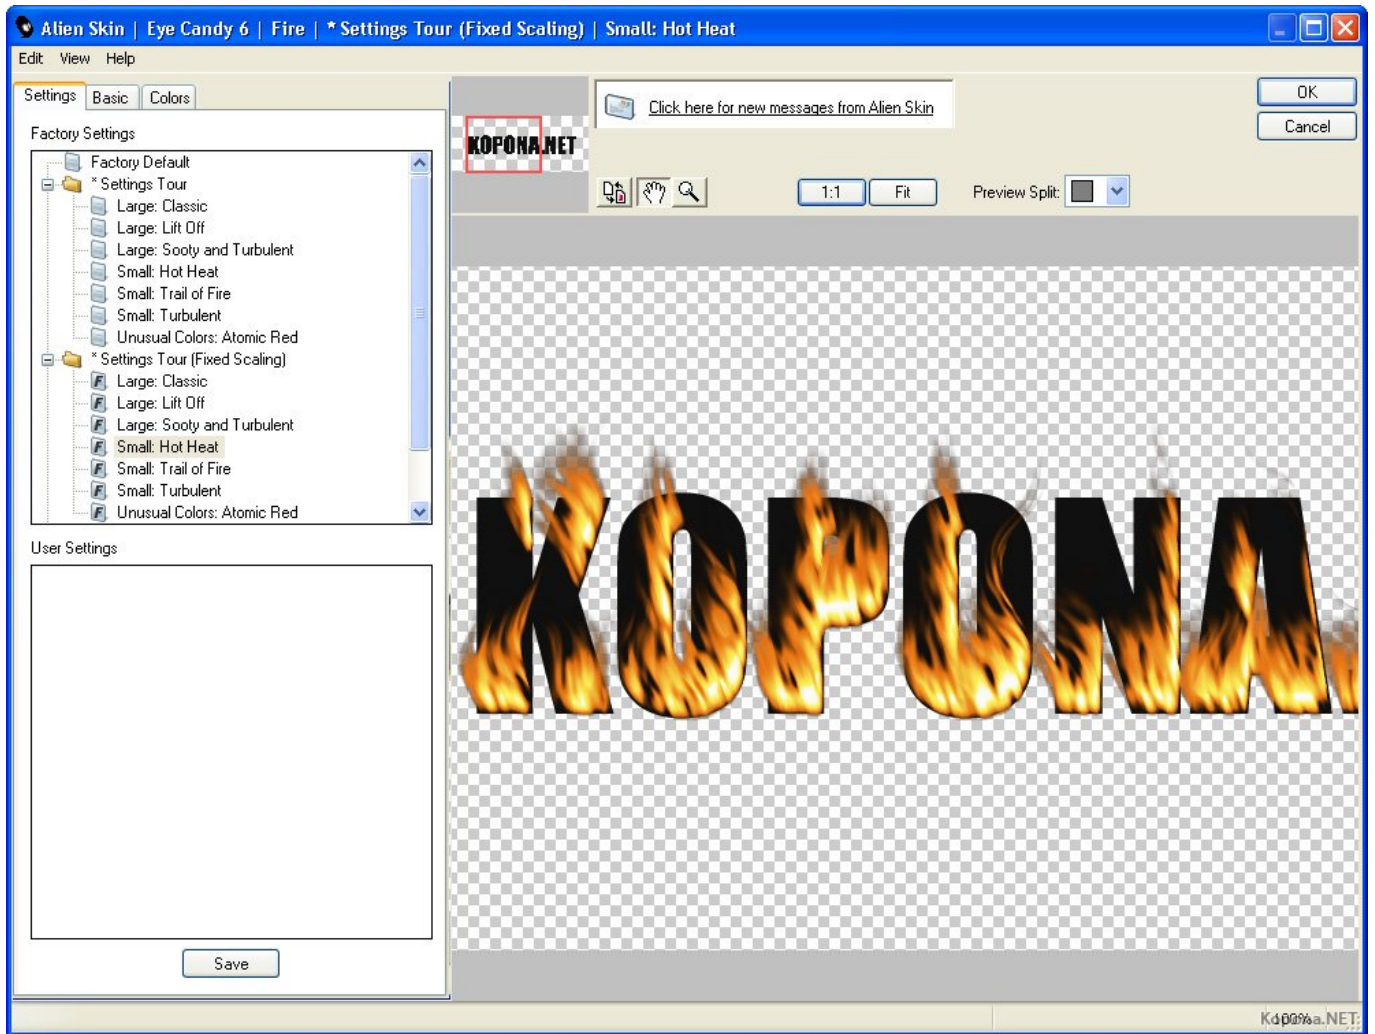 Alien Skin | Eye Candy 6 | Fire | * Settings Tour (Fixed Scaling) | Small: Hot Heat
Edit View Help
Settings Basic Colors
Factory Settings
Factory Default
* Settings Tour
Large: Classic
Large: Lift Off
Large: Sooty and Turbulent
Small: Hot Heat
Small: Trail of Fire
Small: Turbulent
Unusual Colors: Atomic Red
* Settings Tour (Fixed Scaling)
F Large: Classic
F Large: Lift Off
F Large: Sooty and Turbulent
F Small: Hot Heat
F Small: Trail of Fire
F Small: Turbulent
F Unusual Colors: Atomic Red
User Settings
Save
KOPONA.NET
Click here for new messages from Alien Skin
1:1 Fit Preview Split:
OK
Cancel
KOPONA.
100%
Kopona.NET